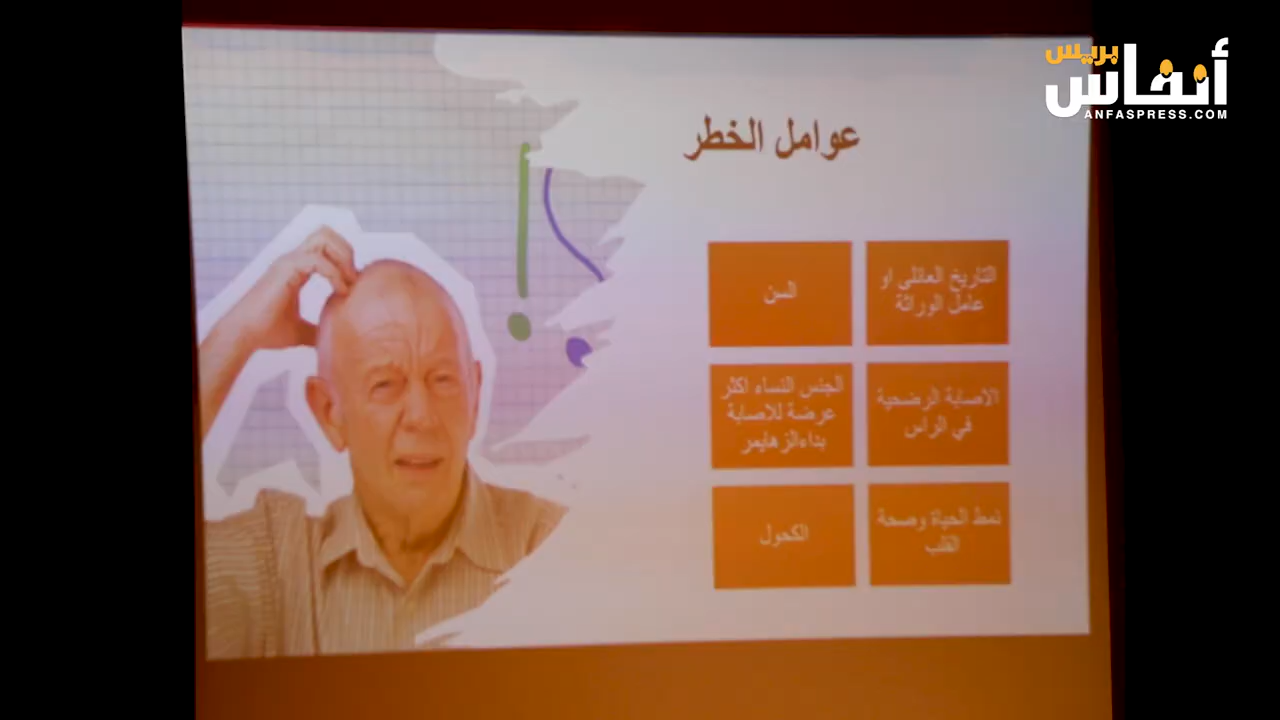 بريس
أنفاس
ANFASPRESS.COM
عوامل الخطر
التاريخ العائلي او
عامل الوراثة
السن
الاصابة الرضحية
في الراس
الجنس النساء اكثر
عرضة للاصابة
بداءالزهايمر
نمط الحياة وصحة
القلب
الكحول